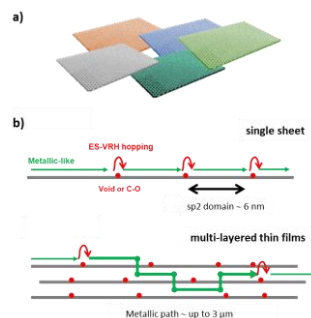 a)
b)
single sheet
ES-VRH hopping
Metallic-like
Void or C-O
sp2 domain ~ 6 nm
multi-layered thin films
Metallic path ~ up to 3 μm